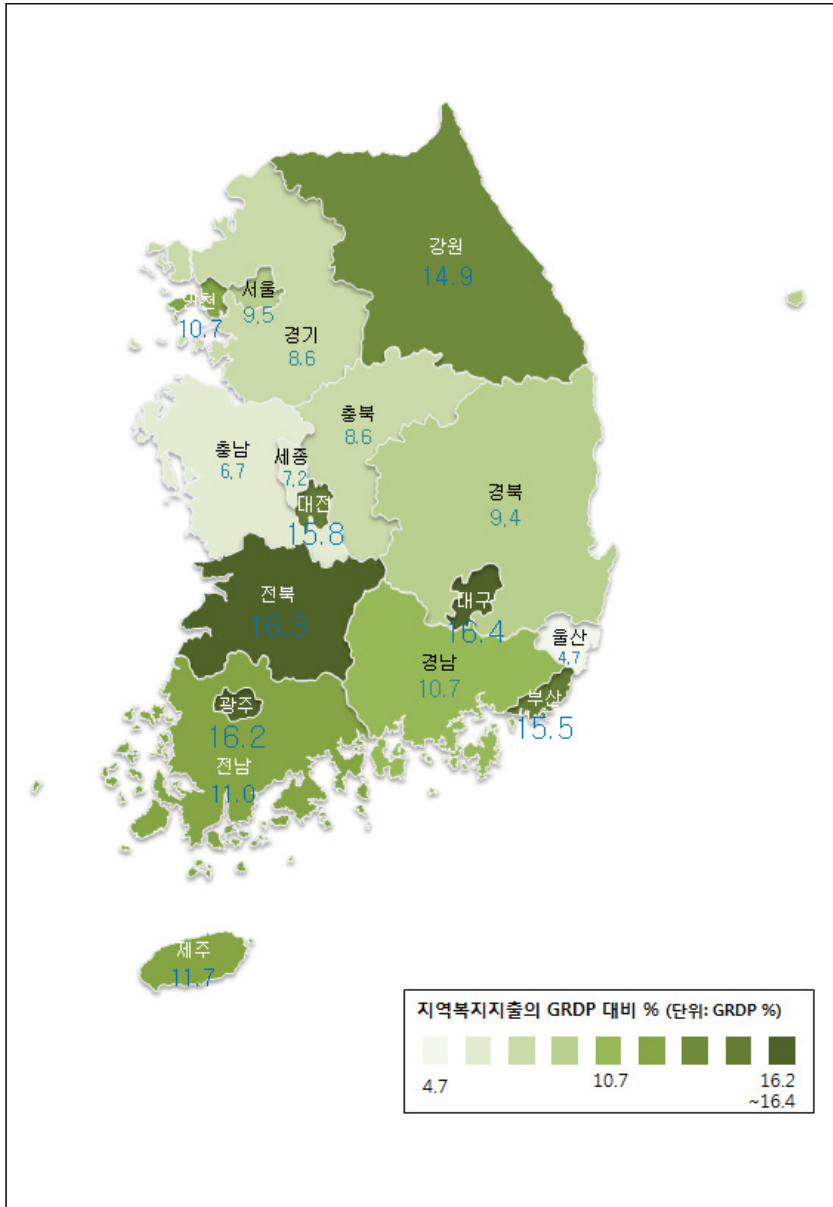 강원
14.9
서울
9.5
인천
10.7
경기
8.6
충북
8.6
충남
6.7
세종
7.2
대전
15.8
경북
9.4
전북
16.3
대구
16.4
울산
4.7
경남
10.7
부산
15.5
광주
16.2
전남
11.0
제주
11.7
지역복지지출의 GRDP 대비 % (단위: GRDP %)
4.7 10.7 16.2
~16.4